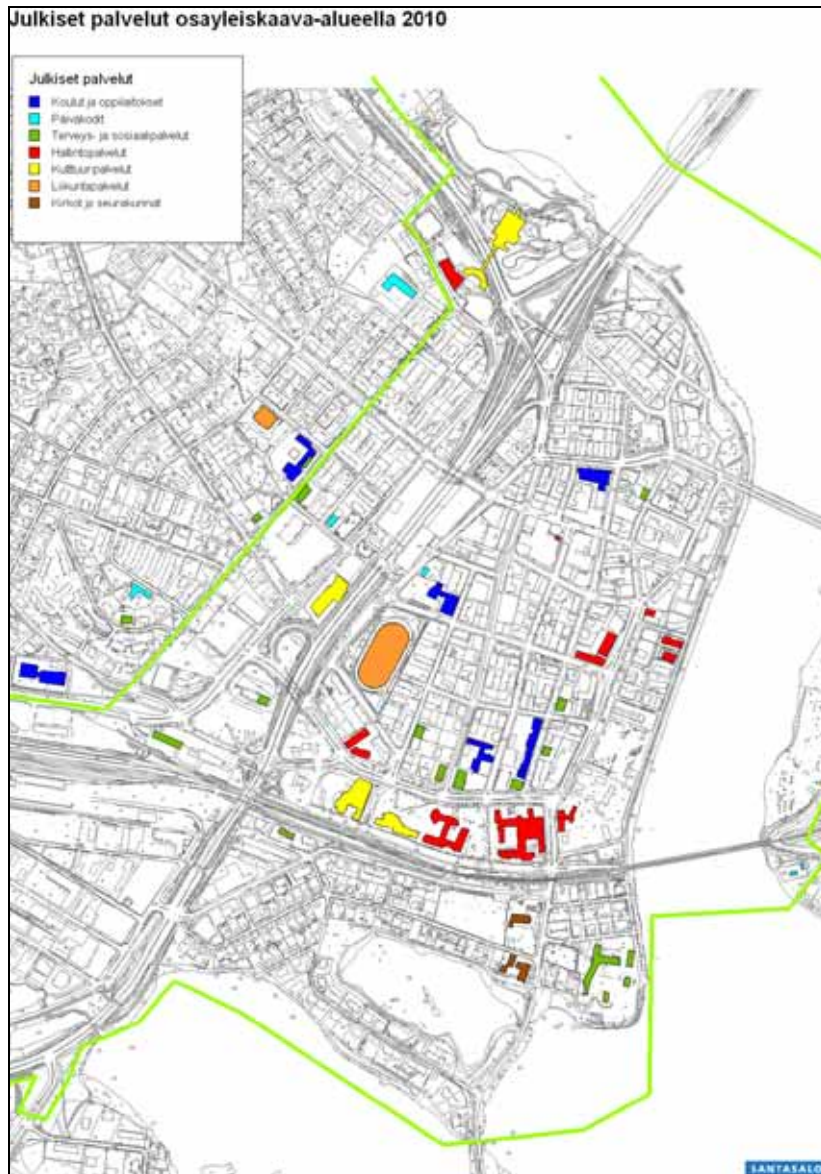 Julkiset palvelut osayleiskaava-alueella 2010
Julkiset palvelut
Koulut ja oppilaitokset
Päiväkodit
Terveys- ja sosiaalipalvelut
Hallintopalvelut
Kulttuuripalvelut
Liikuntapalvelut
Kirkot ja seurakunnat